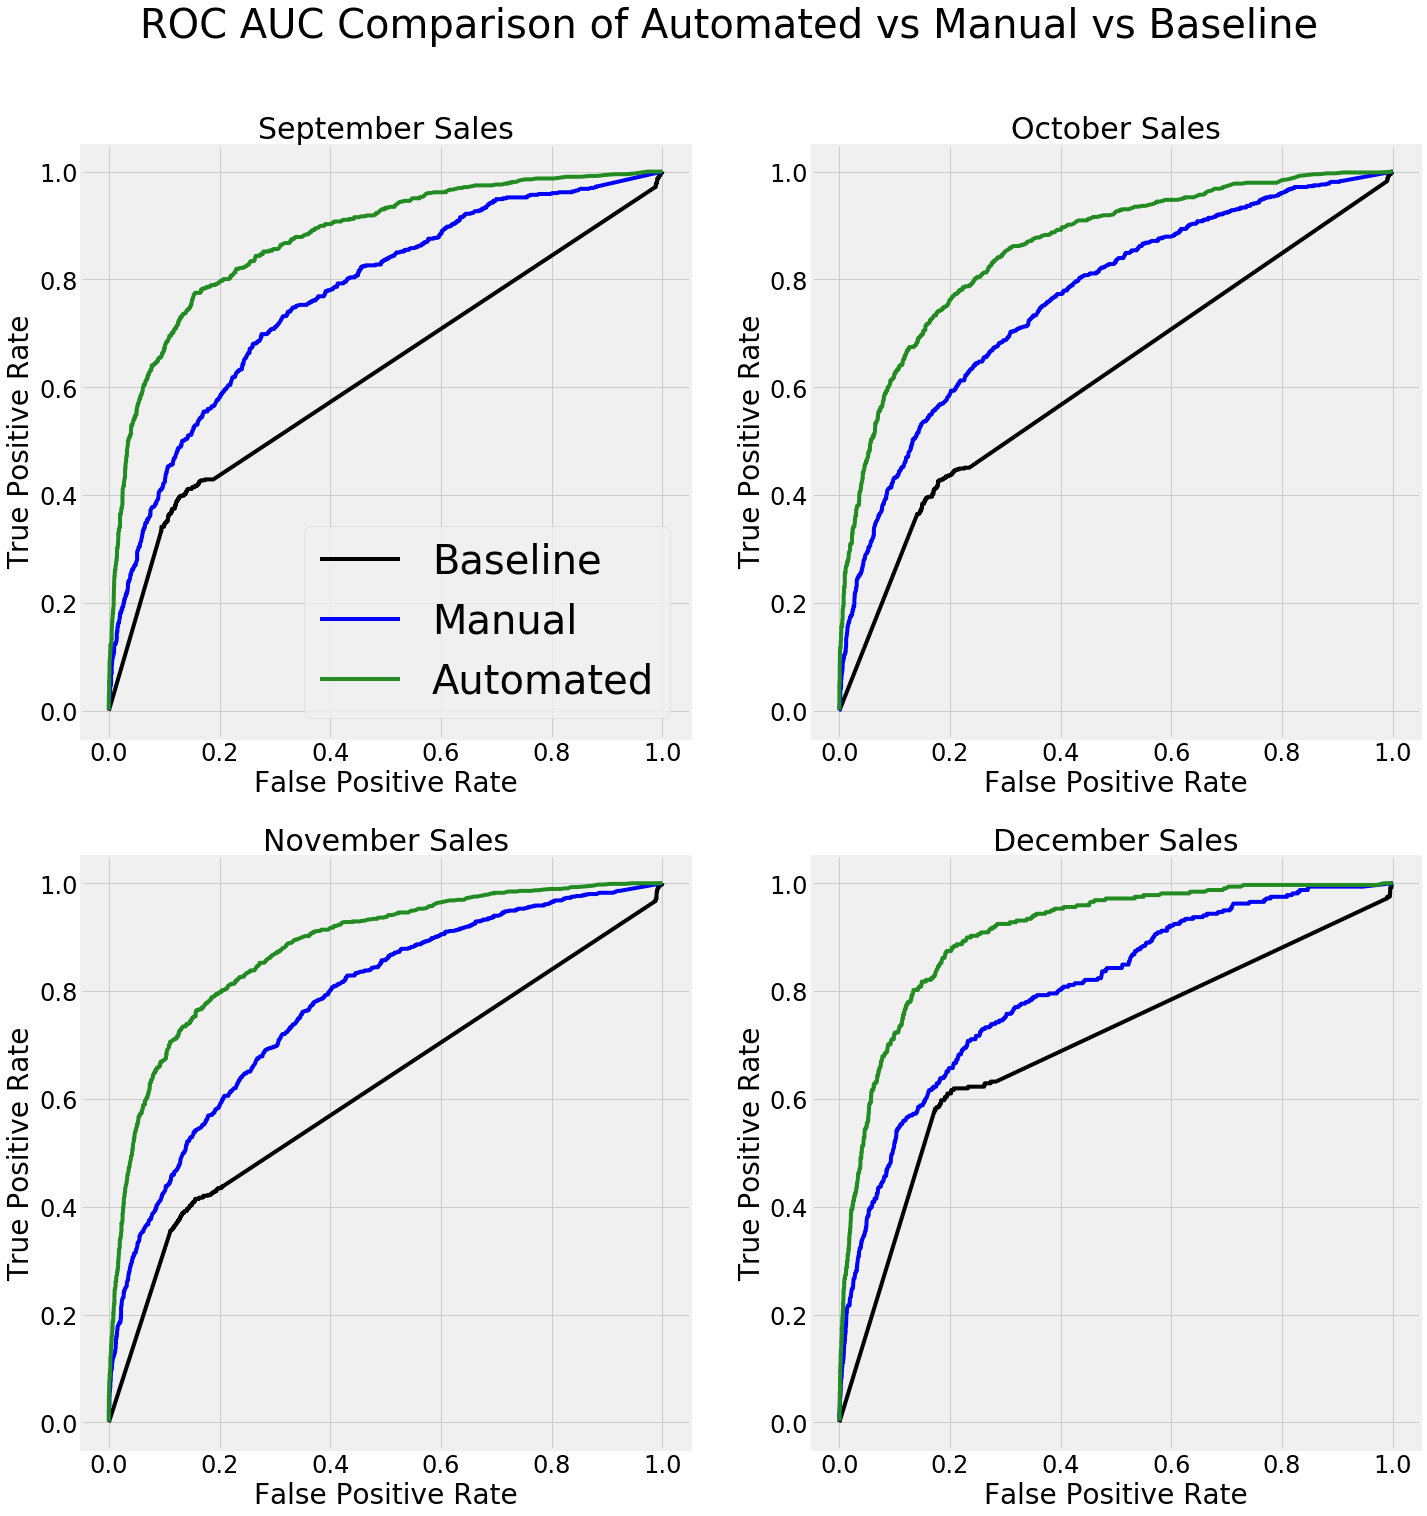 ROC AUC Comparison of Automated vs Manual vs Baseline
September Sales
1.0
0.8
0.6
0.4
0.2
0.0
True Positive Rate
Baseline
Manual
Automated
0.0 0.2 0.4 0.6 0.8 1.0
False Positive Rate
October Sales
1.0
0.8
0.6
0.4
0.2
0.0
True Positive Rate
0.0 0.2 0.4 0.6 0.8 1.0
False Positive Rate
November Sales
1.0
0.8
0.6
0.4
0.2
0.0
True Positive Rate
0.0 0.2 0.4 0.6 0.8 1.0
False Positive Rate
December Sales
1.0
0.8
0.6
0.4
0.2
0.0
True Positive Rate
0.0 0.2 0.4 0.6 0.8 1.0
False Positive Rate